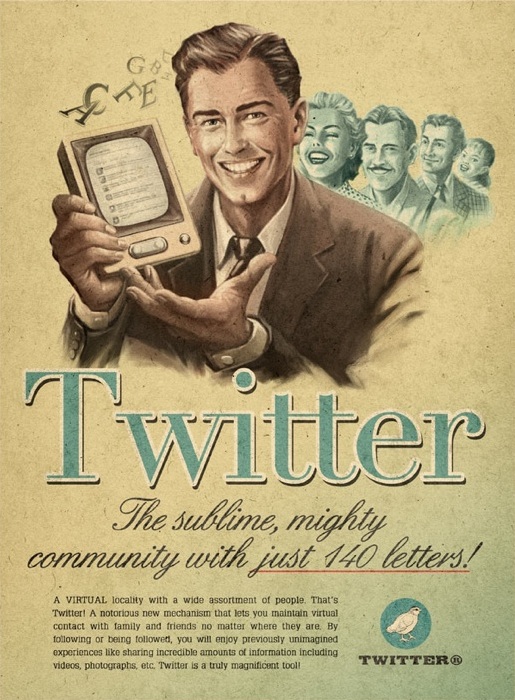 Twitter
The sublime, mighty
community with just 140 letters!
A VIRTUAL locality with a wide assortment of people. That's
Twitter! A notorious new mechanism that lets you maintain virtual
contact with family and friends no matter where they are. By
following or being followed, you will enjoy previously unimagined
experiences like sharing incredible amounts of information including
videos, photographs, etc. Twitter is a truly magnificent tool!
TWITTER®